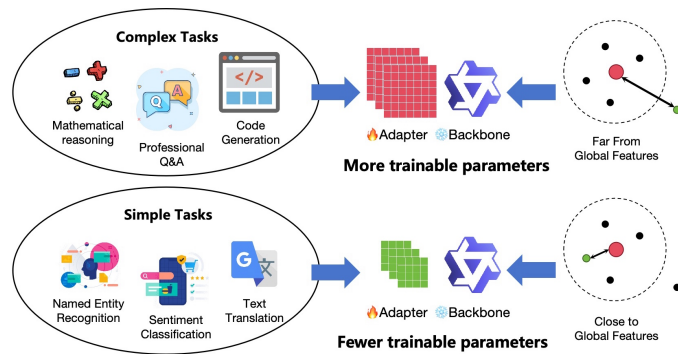 Complex Tasks
Mathematical
reasoning
Q
A
Professional
Q&A
</>
Code
Generation
🔥Adapter ❄Backbone
More trainable parameters
Far From
Global Features
Simple Tasks
Named Entity
Recognition
Sentiment
Classification
G
文
Text
Translation
🔥Adapter ❄Backbone
Fewer trainable parameters
Close to
Global Features